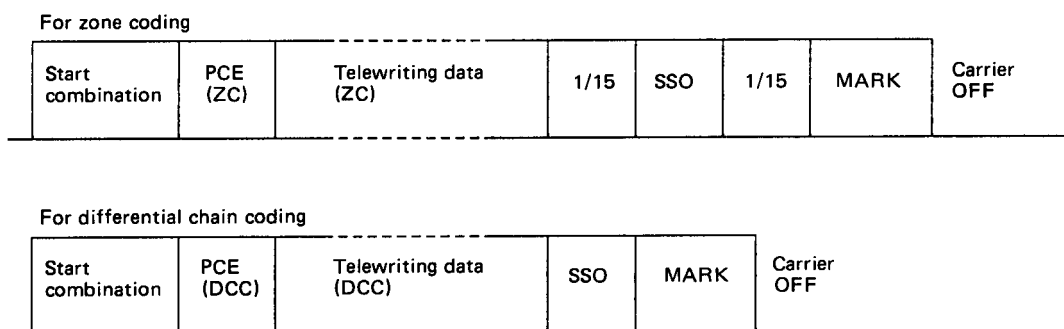 For zone coding
Start combination PCE (ZC) Telewriting data (ZC) 1/15 SSO 1/15 MARK Carrier OFF
For differential chain coding
Start combination PCE (DCC) Telewriting data (DCC) SSO MARK Carrier OFF